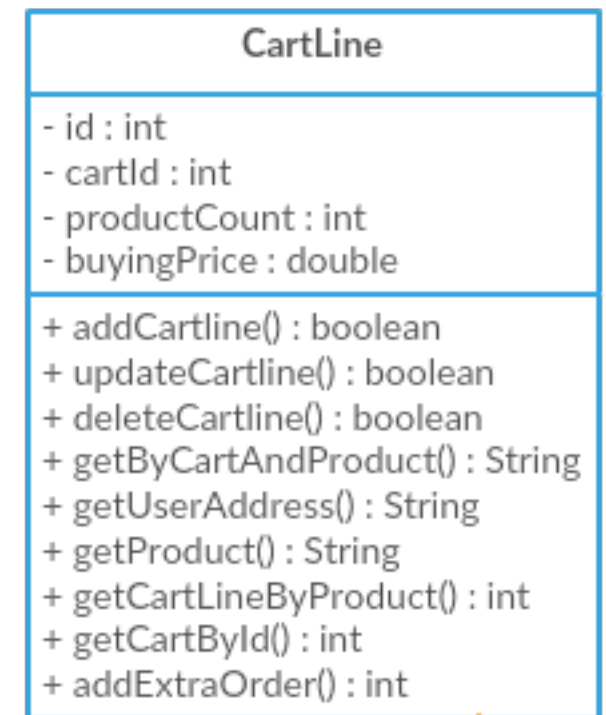 CartLine
- id : int
- cartId : int
- productCount : int
- buyingPrice : double
+ addCartline() : boolean
+ updateCartline() : boolean
+ deleteCartline() : boolean
+ getByCartAndProduct() : String
+ getUserAddress() : String
+ getProduct() : String
+ getCartLineByProduct() : int
+ getCartById() : int
+ addExtraOrder() : int